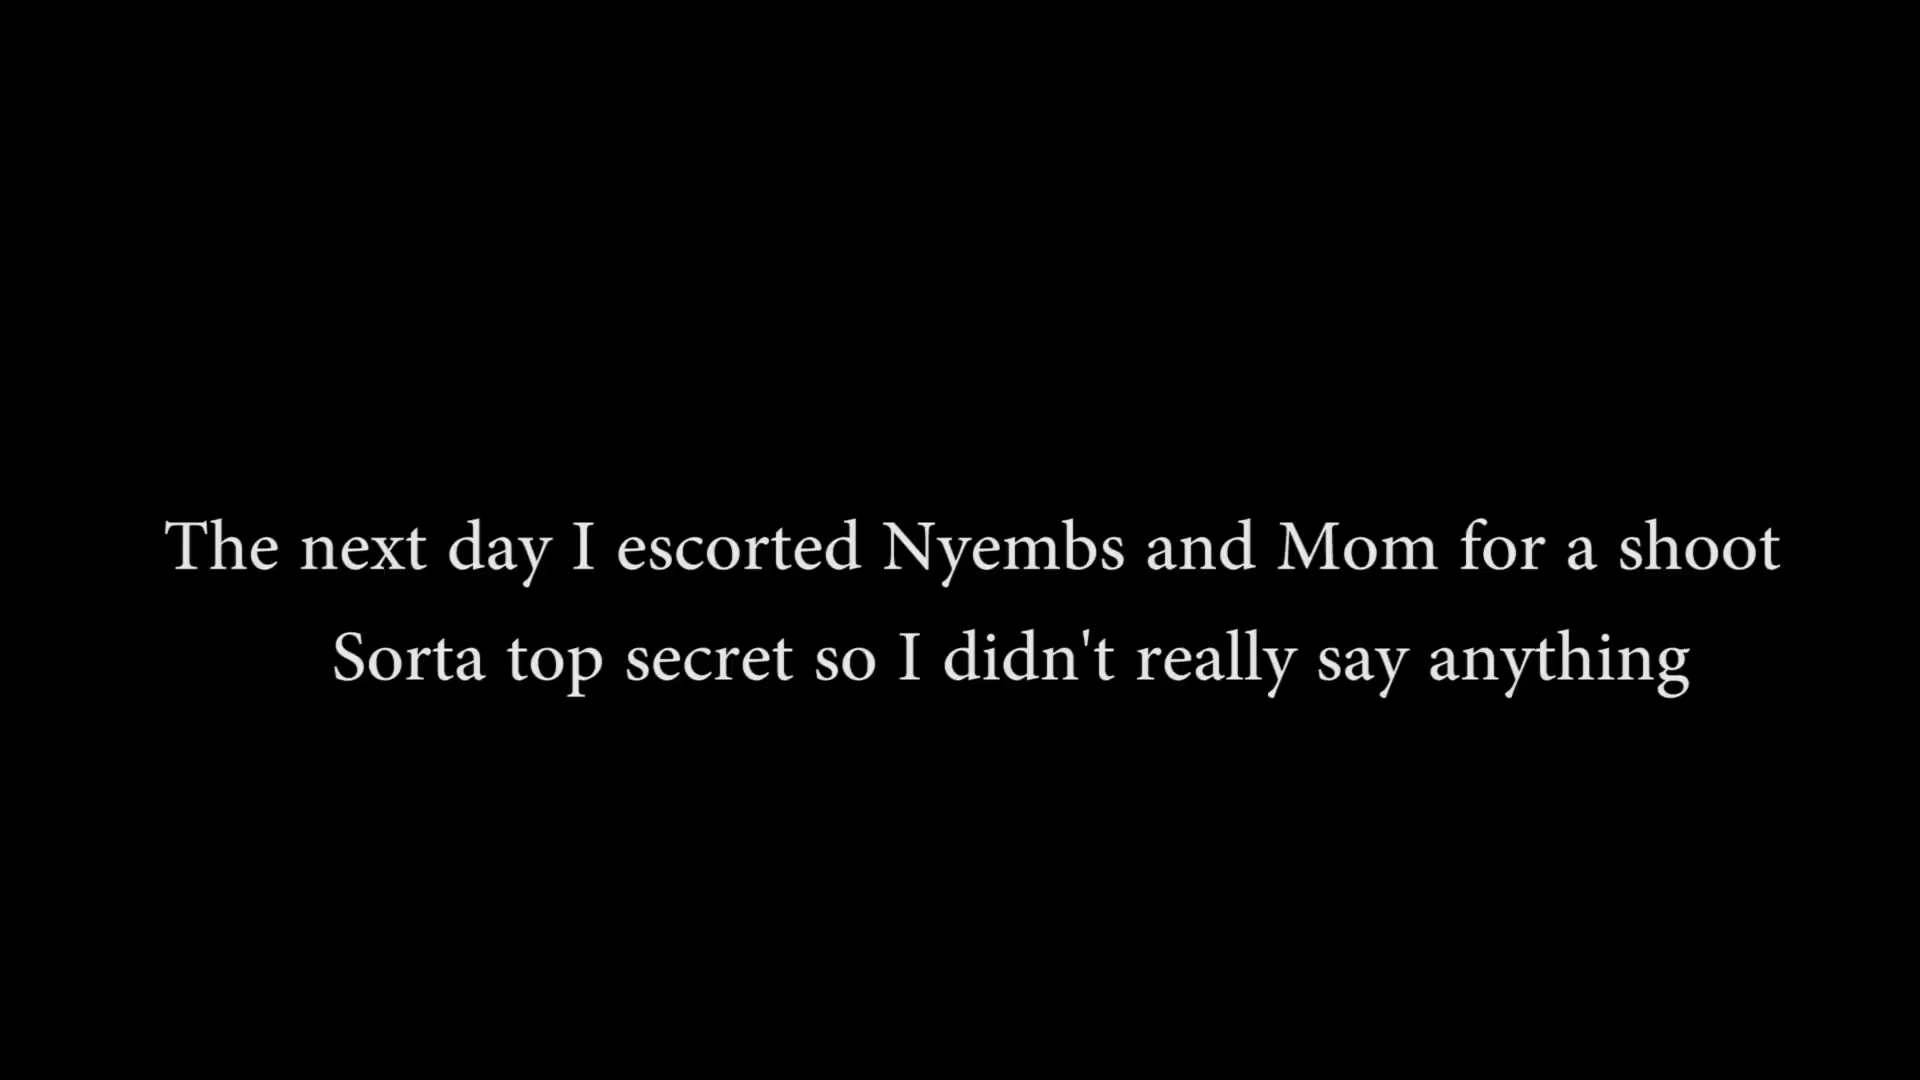 The next day I escorted Nyembs and Mom for a shoot
Sorta top secret so I didn't really say anything